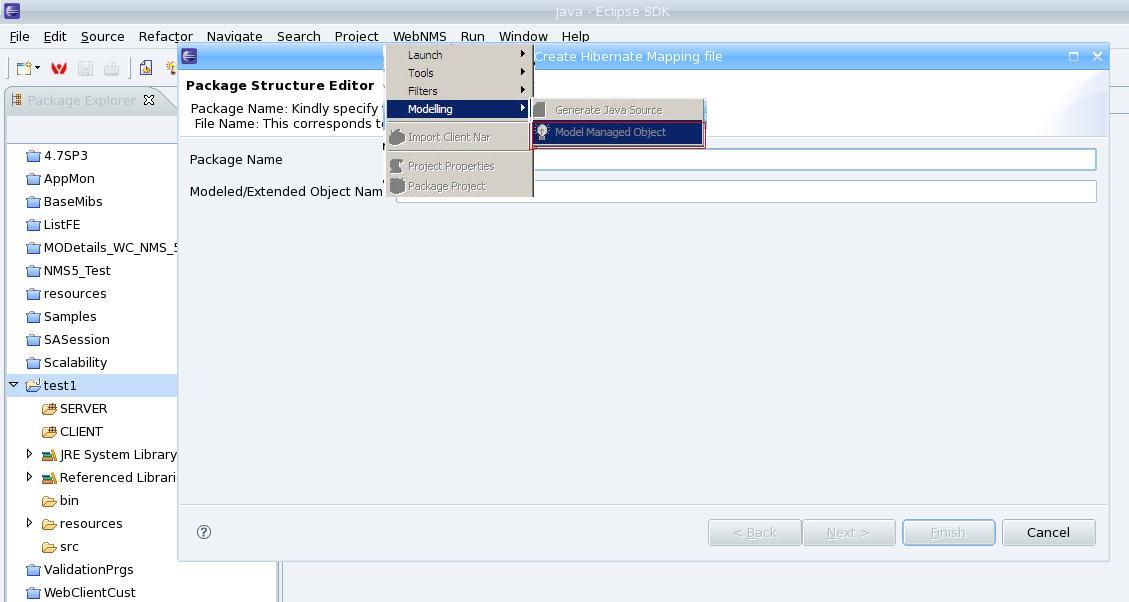 Java - Eclipse SDK
File Edit Source Refactor Navigate Search Project WebNMS Run Window Help
Create Hibernate Mapping file
Package Explorer
4.7SP3
AppMon
BaseMibs
ListFE
MODetails_WC_NMS_5
NMS5_Test
resources
Samples
SASession
Scalability
test1
SERVER
CLIENT
JRE System Library
Referenced Librari
bin
resources
src
ValidationPrgs
WebClientCust
Package Structure Editor
Package Name: Kindly specify
File Name: This corresponds to
Package Name
Modeled/Extended Object Nam
Launch
Tools
Filters
Modelling
Import Client Nar
Project Properties
Package Project
Generate Java Source
Model Managed Object
< Back Next > Finish Cancel